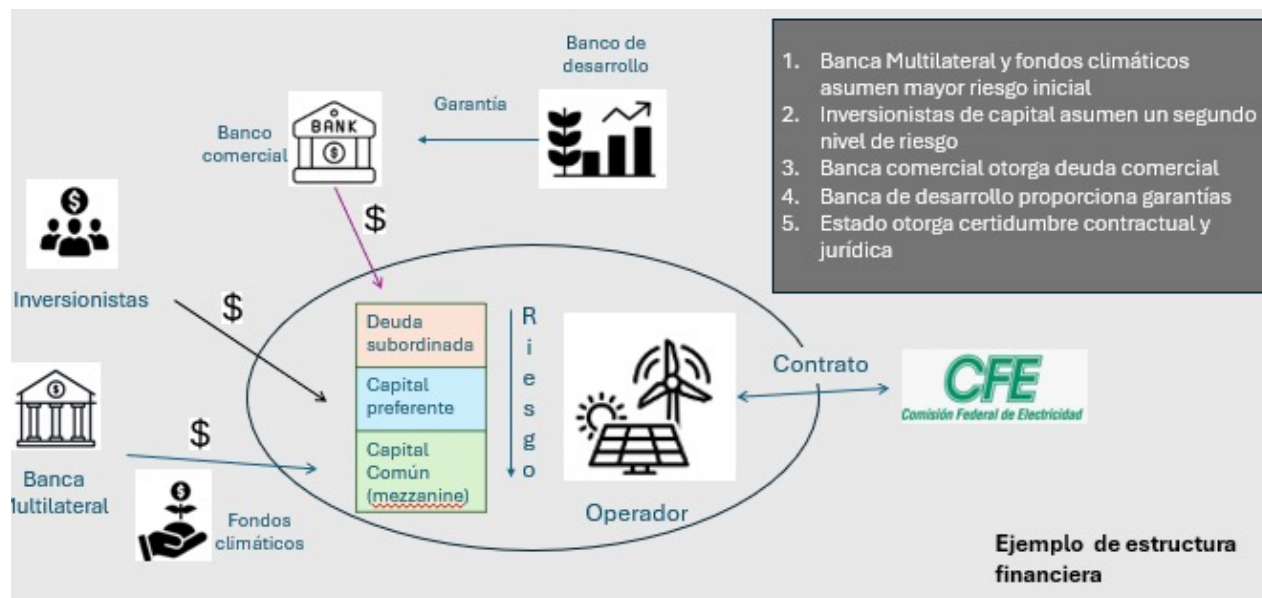 Banco de
desarrollo
Garantía
BANK
$
Banco
comercial
$
$
Inversionistas
$
$
Banca
Multilateral
$
$
Fondos
climáticos
Deuda
subordinada
Capital
preferente
Capital
Común
(mezzanine)
Riesgo
Operador
Contrato
CFE
Comisión Federal de Electricidad
1. Banca Multilateral y fondos climáticos
asumen mayor riesgo inicial
2. Inversionistas de capital asumen un segundo
nivel de riesgo
3. Banca comercial otorga deuda comercial
4. Banca de desarrollo proporciona garantías
5. Estado otorga certidumbre contractual y
jurídica
Ejemplo de estructura
financiera